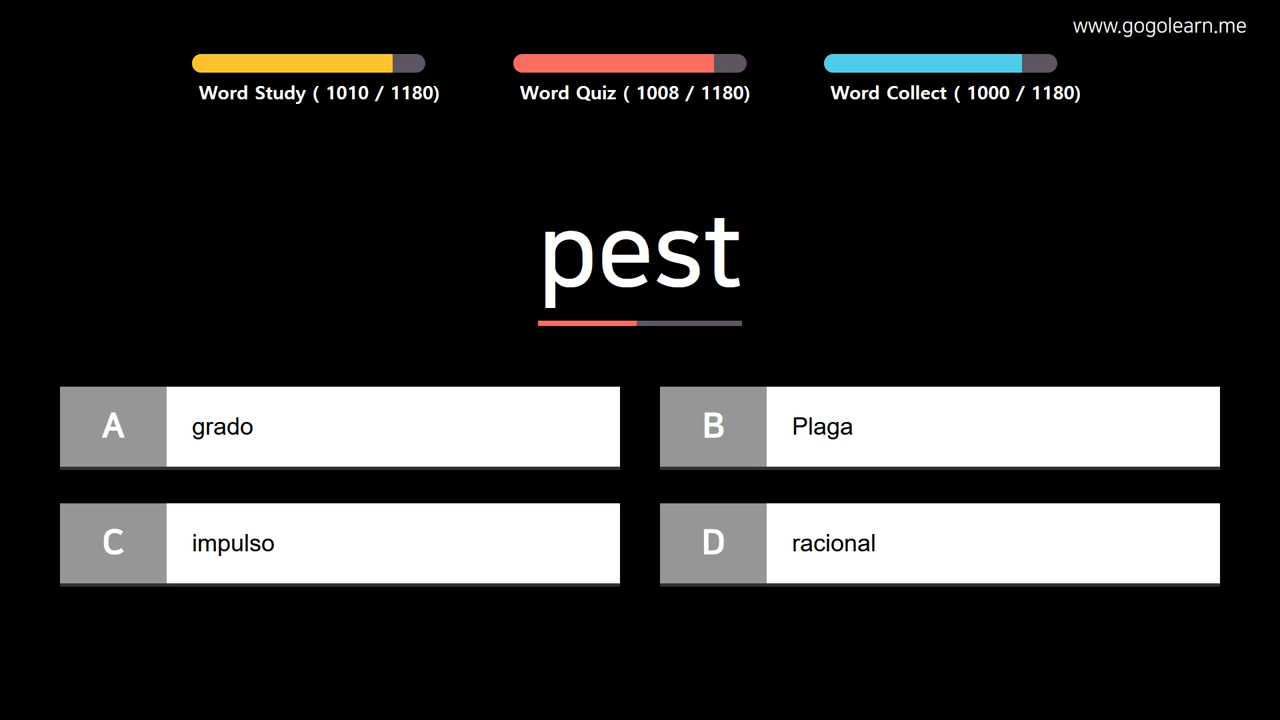 www.gogolearn.me
Word Study ( 1010 / 1180)
Word Quiz ( 1008 / 1180)
Word Collect ( 1000 / 1180)
pest
A
grado
B
Plaga
C
impulso
D
racional